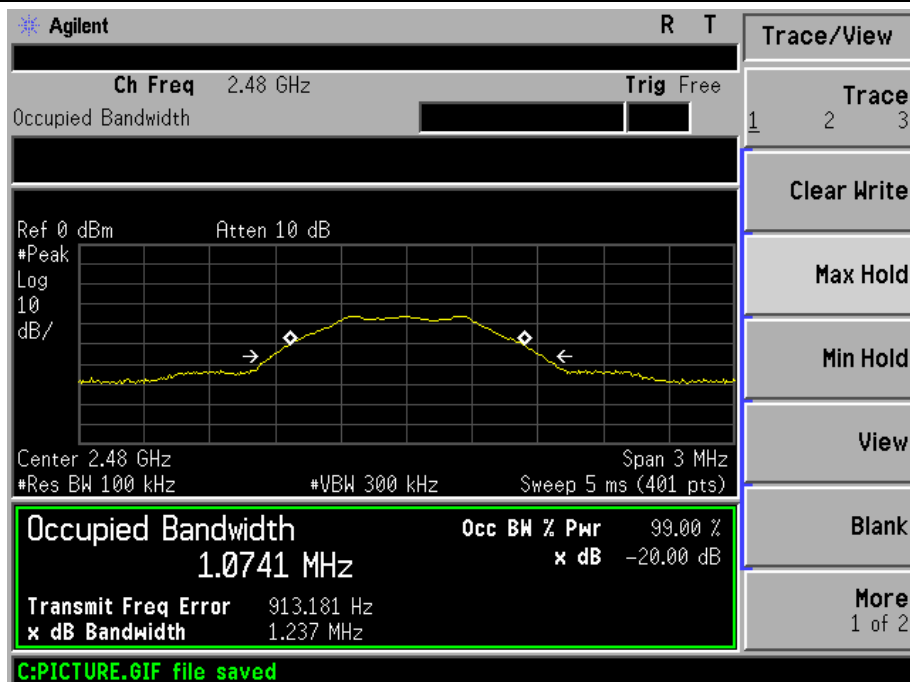 Agilent R T
Trace/View
Ch Freq 2.48 GHz Trig Free
Occupied Bandwidth
Trace
1 2 3
Clear Write
Max Hold
Min Hold
View
Blank
More
1 of 2
Ref 0 dBm Atten 10 dB
#Peak
Log
10
dB/
Center 2.48 GHz Span 3 MHz
#Res BW 100 kHz #VBW 300 kHz Sweep 5 ms (401 pts)
Occupied Bandwidth Occ BW % Pwr 99.00 %
1.0741 MHz x dB -20.00 dB
Transmit Freq Error 913.181 Hz
x dB Bandwidth 1.237 MHz
C:PICTURE.GIF file saved